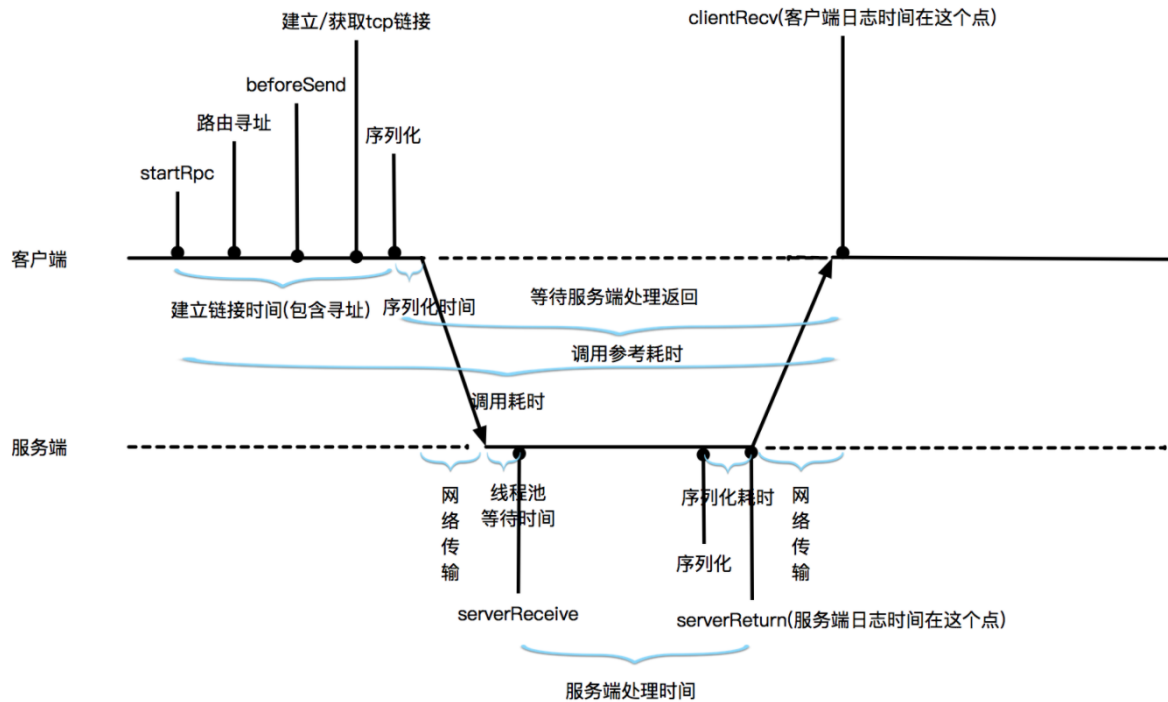 建立/获取tcp链接
clientRecv(客户端日志时间在这个点)
beforeSend
路由寻址
序列化
startRpc
客户端
建立链接时间(包含寻址)
序列化时间
等待服务端处理返回
调用参考耗时
调用耗时
服务端
网络传输
线程池
等待时间
序列化耗时
网络传输
序列化
serverReceive
serverReturn(服务端日志时间在这个点)
服务端处理时间